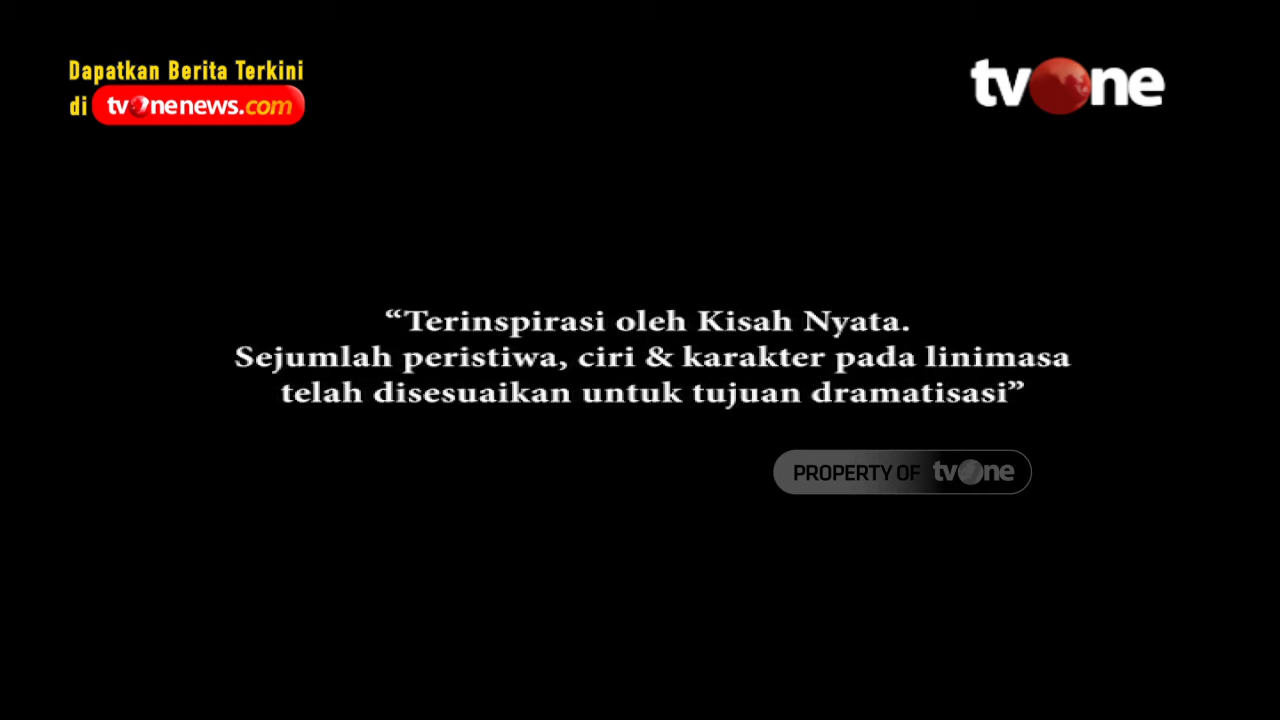 Dapatkan Berita Terkini
di tvOnenews.com
tvOne
“Terinspirasi oleh Kisah Nyata.
Sejumlah peristiwa, ciri & karakter pada linimasa
telah disesuaikan untuk tujuan dramatisasi”
PROPERTY OF tvOne